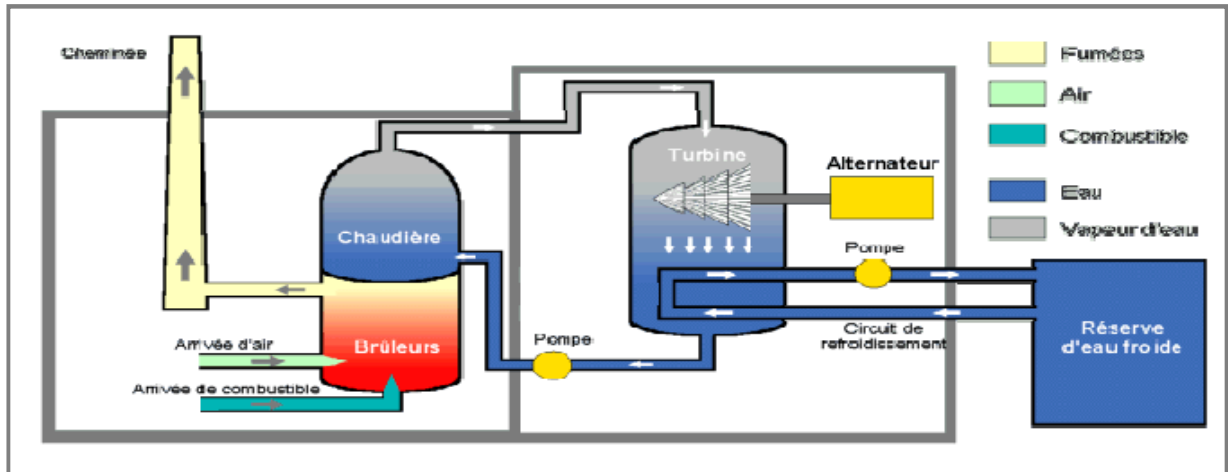 Cheminée
Fumées
Air
Combustible
Turbine
Alternateur
Eau
Vapeur d'eau
Chaudière
Pompe
Arrivée d'air
Brûleurs
Pompe
Circuit de
refroidissement
Réserve
d'eau froide
Arrivée de combustible